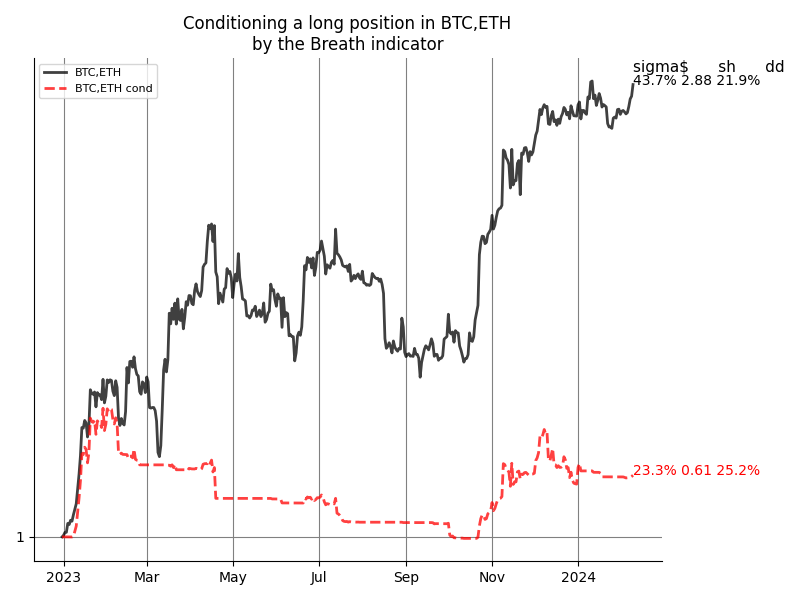 Conditioning a long position in BTC,ETH
by the Breath indicator
BTC,ETH
BTC,ETH cond
sigma$ sh dd
43.7% 2.88 21.9%
23.3% 0.61 25.2%
1
2023 Mar May Jul Sep Nov 2024